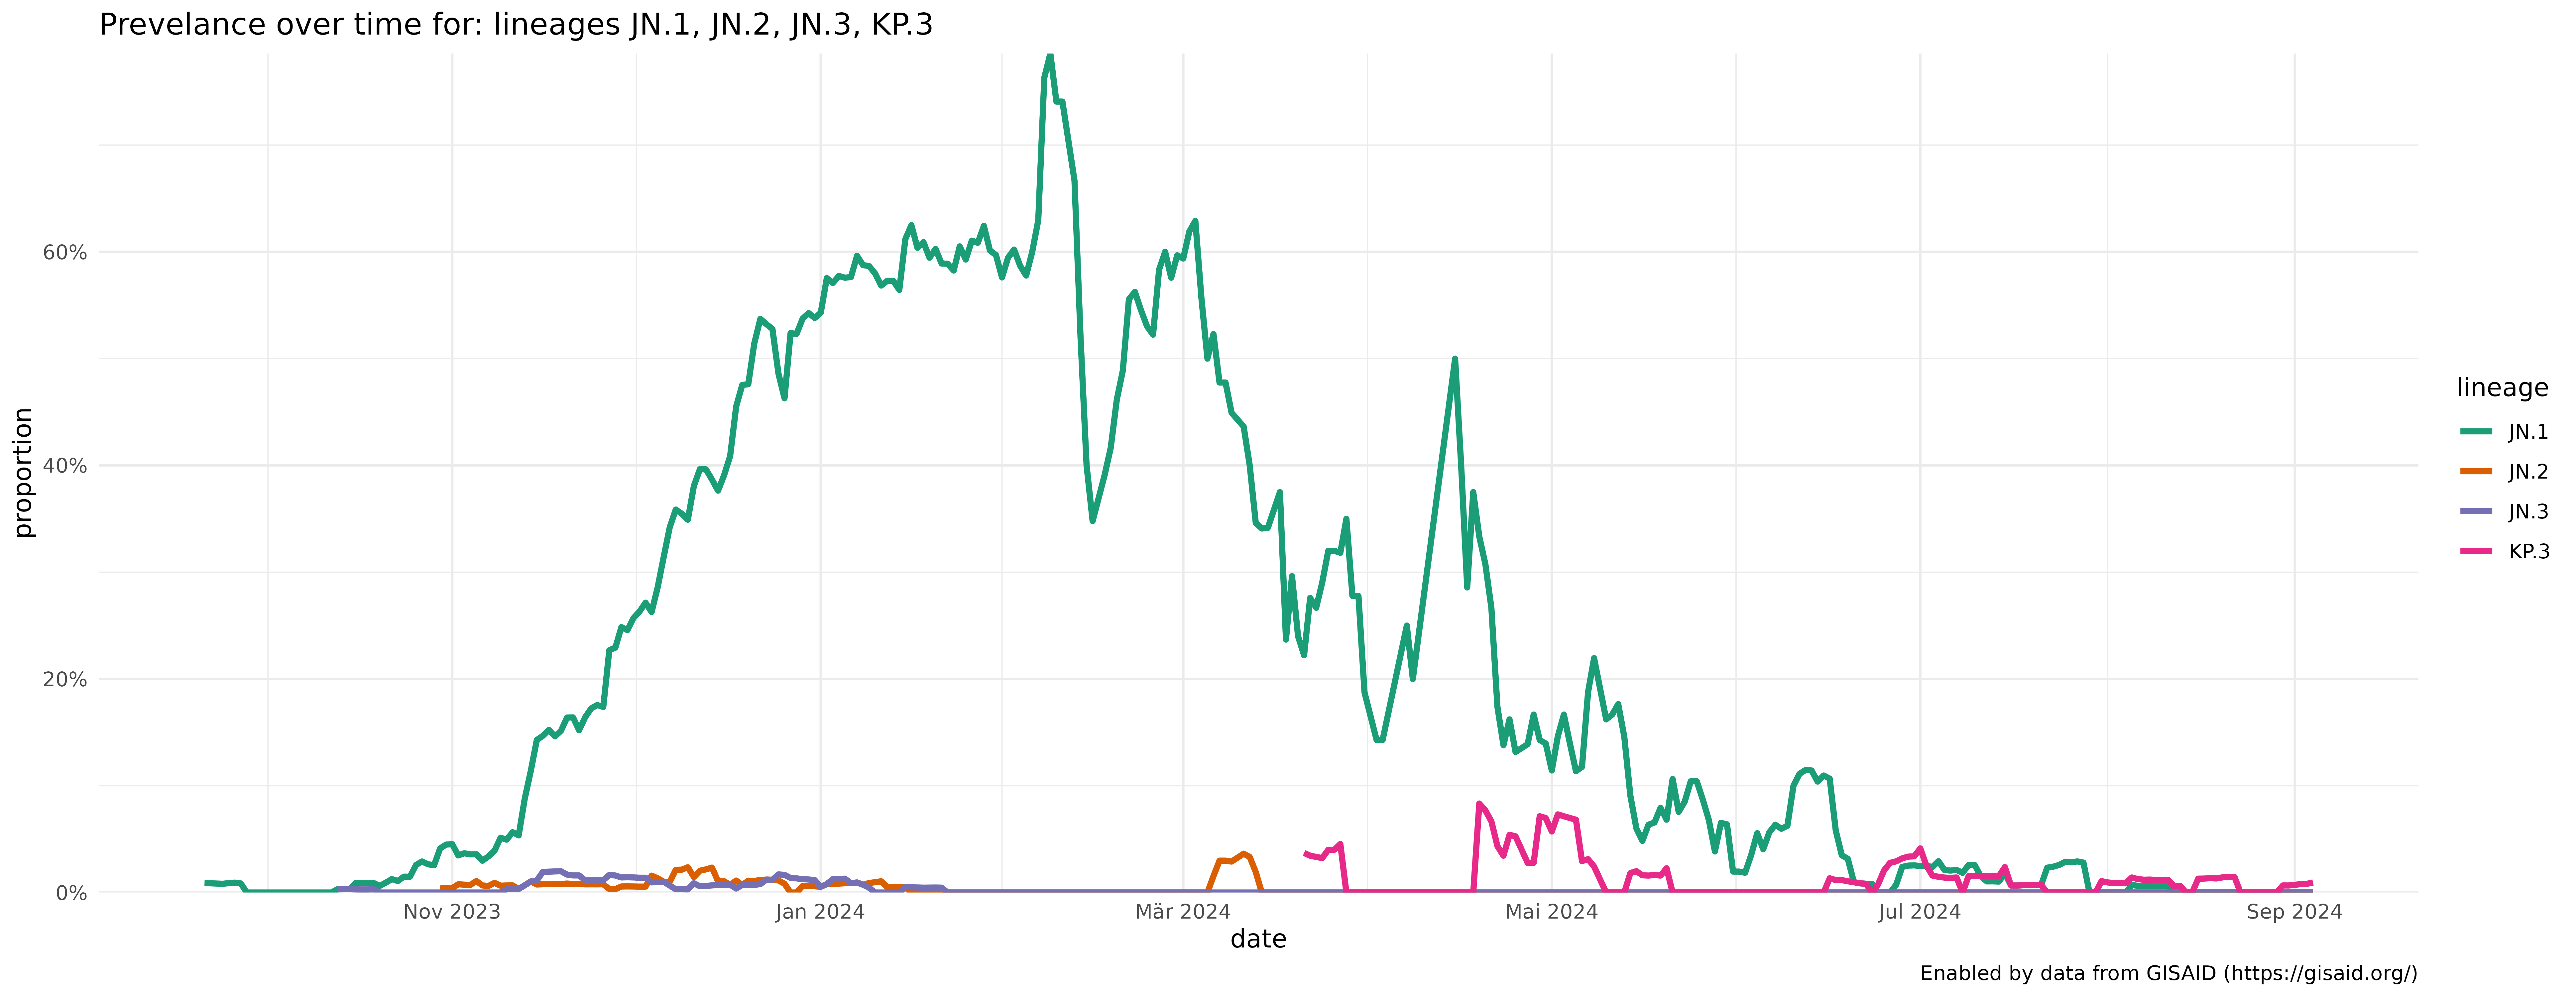 Prevelance over time for: lineages JN.1, JN.2, JN.3, KP.3
proportion
60%
40%
20%
0%
Nov 2023
Jan 2024
Mär 2024
Mai 2024
Jul 2024
Sep 2024
date
lineage
JN.1
JN.2
JN.3
KP.3
Enabled by data from GISAID (https://gisaid.org/)